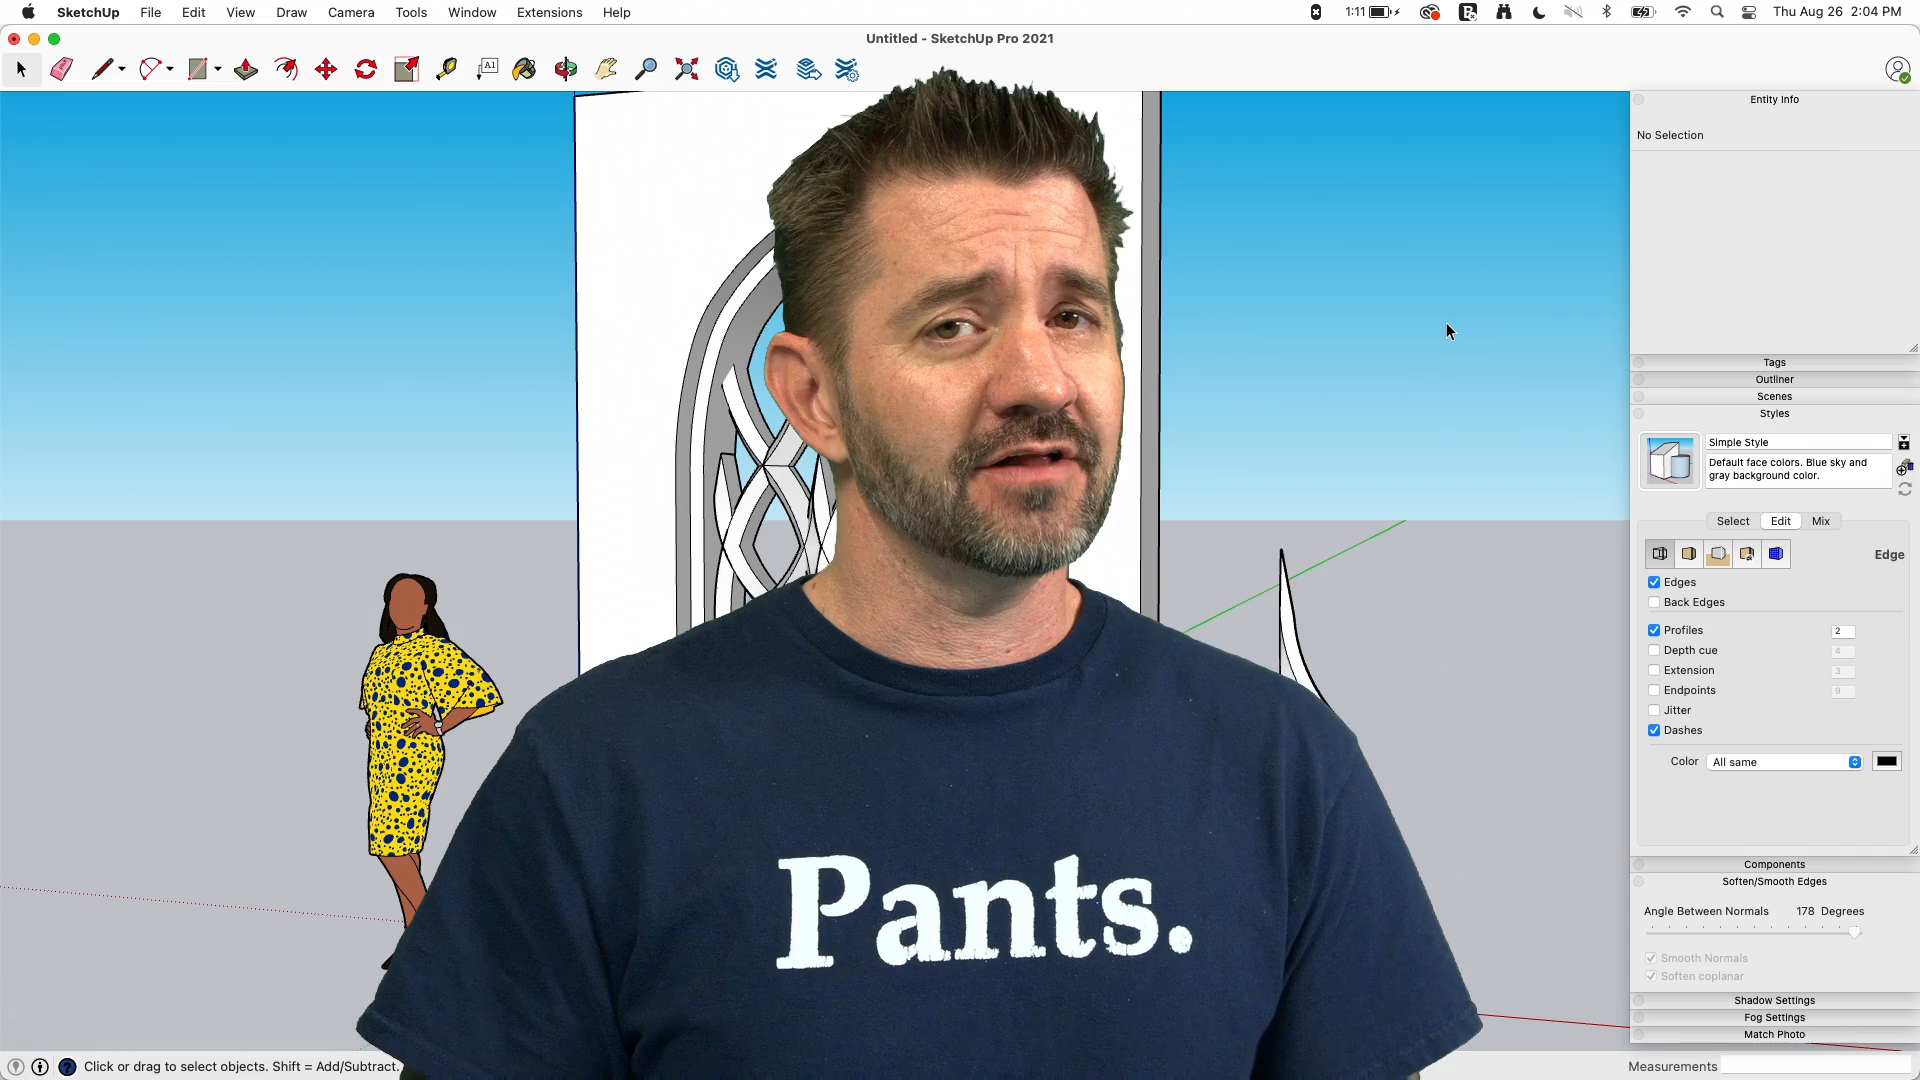 SketchUp File Edit View Draw Camera Tools Window Extensions Help 1:11 Thu Aug 26 2:04 PM
Untitled - SketchUp Pro 2021
A1
Entity Info
No Selection
Tags
Outliner
Scenes
Styles
Simple Style
Default face colors. Blue sky and
gray background color.
Select Edit Mix
Edge
Edges
Back Edges
Profiles 2
Depth cue 4
Extension 3
Endpoints 9
Jitter
Dashes
Color All same
Components
Soften/Smooth Edges
Angle Between Normals 178 Degrees
Smooth Normals
Soften coplanar
Shadow Settings
Fog Settings
Match Photo
Pants.
Click or drag to select objects. Shift = Add/Subtract.
Measurements